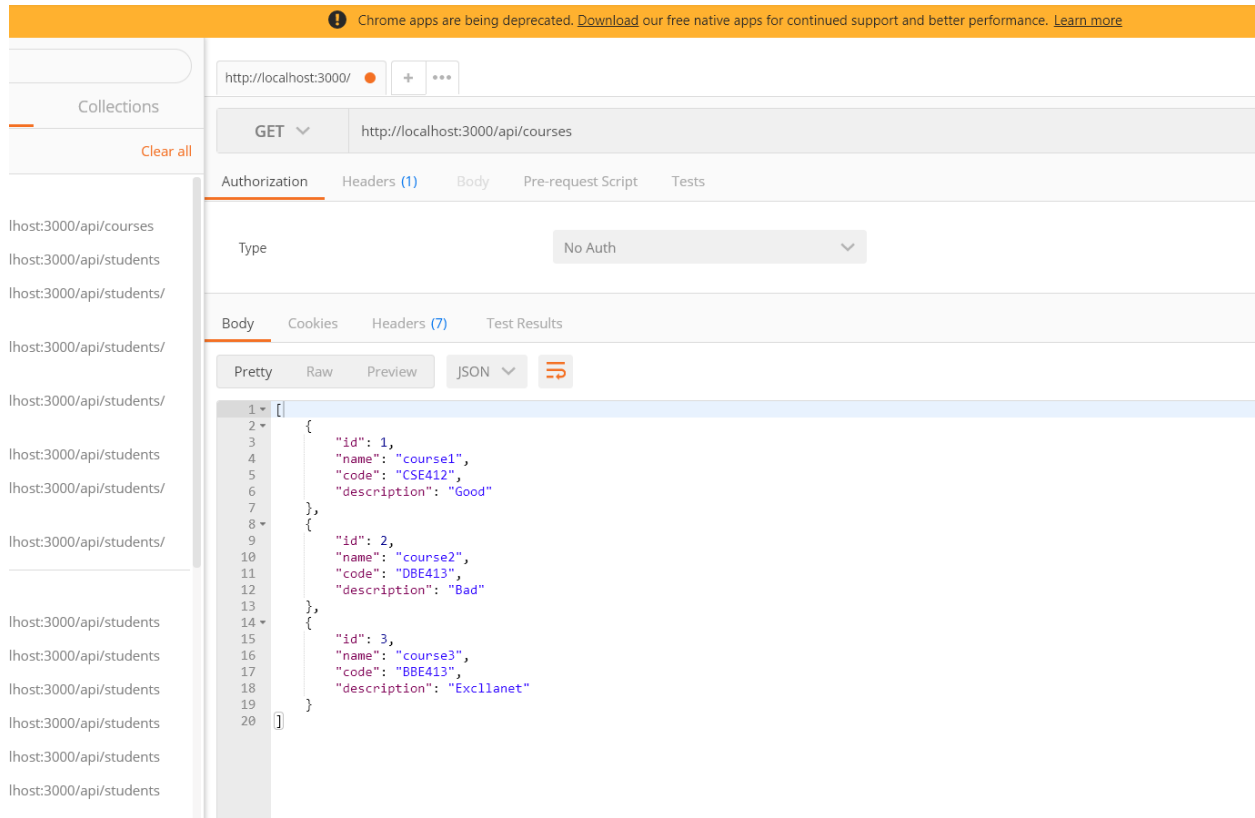 Chrome apps are being deprecated. Download our free native apps for continued support and better performance. Learn more
http://localhost:3000/
Collections
Clear all
lhost:3000/api/courses
lhost:3000/api/students
lhost:3000/api/students/
lhost:3000/api/students/
lhost:3000/api/students/
lhost:3000/api/students
lhost:3000/api/students/
lhost:3000/api/students/
lhost:3000/api/students
lhost:3000/api/students
lhost:3000/api/students
lhost:3000/api/students
lhost:3000/api/students
lhost:3000/api/students
GET http://localhost:3000/api/courses
Authorization Headers (1) Body Pre-request Script Tests
Type No Auth
Body Cookies Headers (7) Test Results
Pretty Raw Preview JSON
1 [
2 {
3 "id": 1,
4 "name": "course1",
5 "code": "CSE412",
6 "description": "Good"
7 },
8 {
9 "id": 2,
10 "name": "course2",
11 "code": "DBE413",
12 "description": "Bad"
13 },
14 {
15 "id": 3,
16 "name": "course3",
17 "code": "BBE413",
18 "description": "Excllanet"
19 }
20 ]